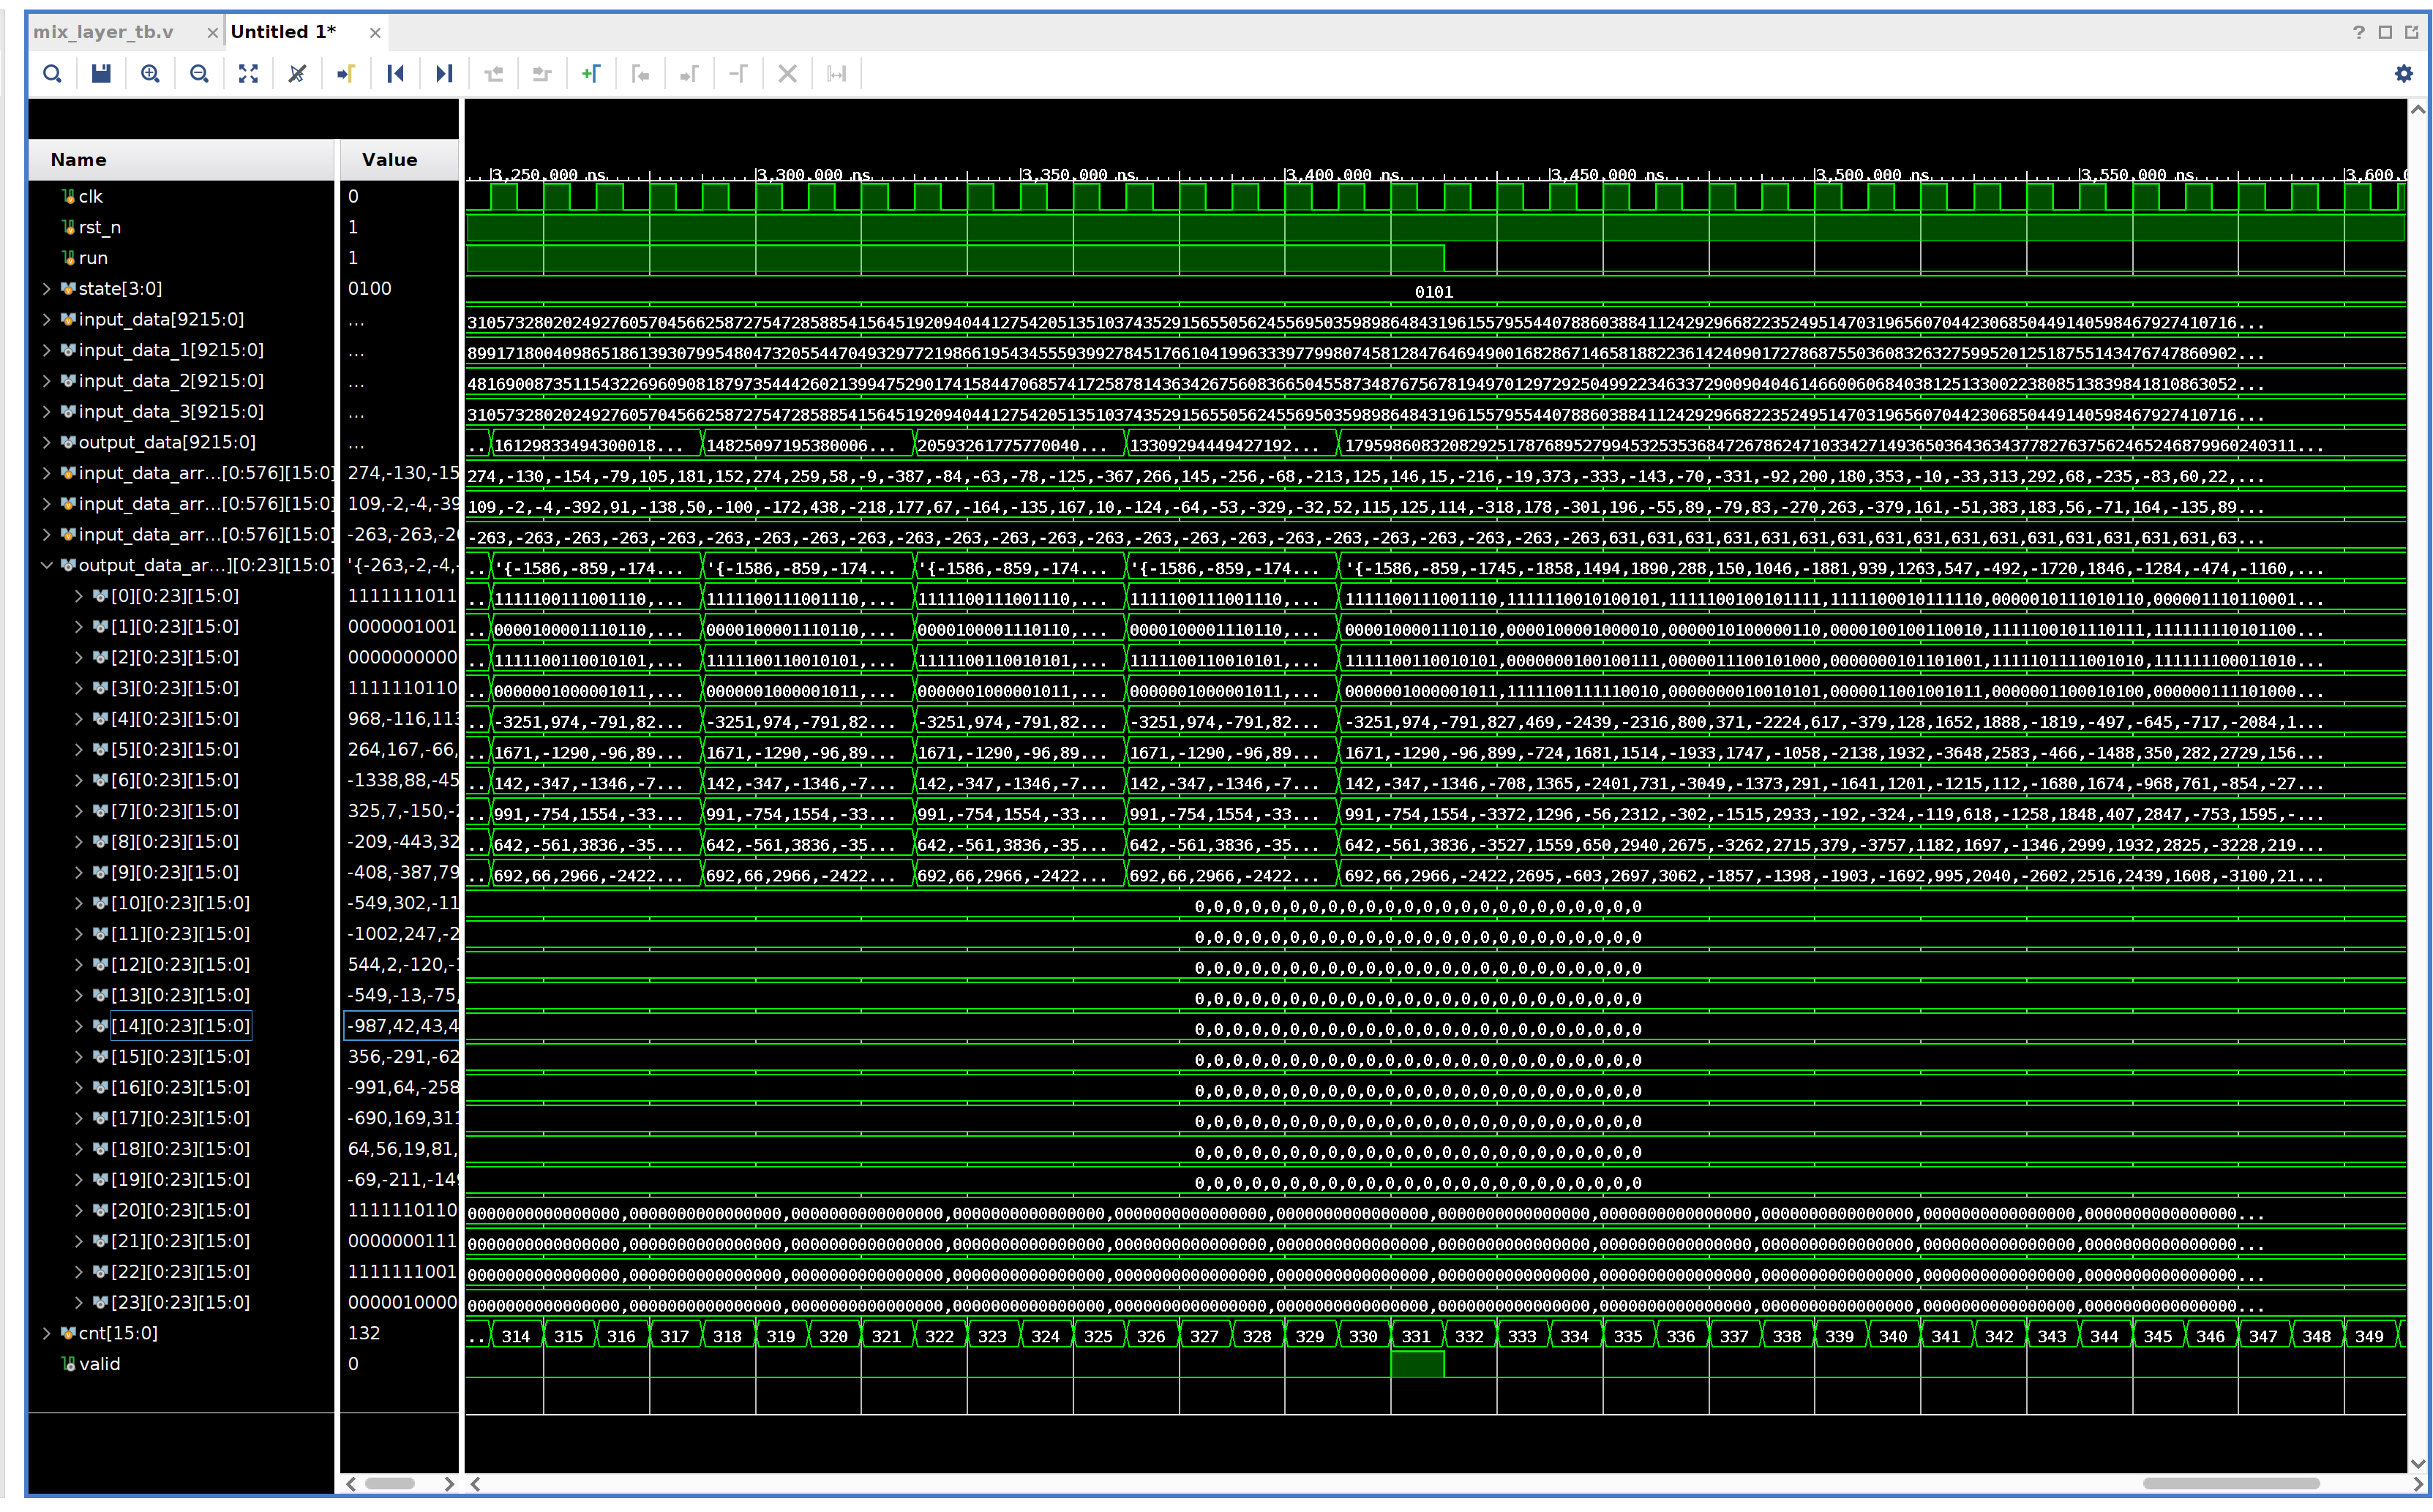 mix_layer_tb.v × Untitled 1* ×
Name Value
3,250.000 ns 3,300.000 ns 3,350.000 ns 3,400.000 ns 3,450.000 ns 3,500.000 ns 3,550.000 ns
clk 0
rst_n 1
run 1
state[3:0] 0100 0101
input_data[9215:0] ...
input_data_1[9215:0] ...
input_data_2[9215:0] ...
input_data_3[9215:0] ...
output_data[9215:0] ... ..16129833494300018... 14825097195380006... 20593261775770040... 13309294449427192...
input_data_arr...[0:576][15:0] 274,-130,-15 274,-130,-154,-79,105,181,152,274,259,58,-9,-387,-84,-63,-78,-125,-367,266,145,-256,-68,-213,125,146,15,-216,-19,373,-333,-143,-70,-331,-92,200,180,353,-10,-33,313,292,68,-235,-83,60,22,...
input_data_arr...[0:576][15:0] 109,-2,-4,-39 109,-2,-4,-392,91,-138,50,-100,-172,438,-218,177,67,-164,-135,167,10,-124,-64,-53,-329,-32,52,115,125,114,-318,178,-301,196,-55,89,-79,83,-270,263,-379,161,-51,383,183,56,-71,164,-135,89...
input_data_arr...[0:576][15:0] -263,-263,-26 -263,-263,-263,-263,-263,-263,-263,-263,-263,-263,-263,-263,-263,-263,-263,-263,-263,-263,-263,-263,-263,-263,-263,-263,631,631,631,631,631,631,631,631,631,631,631,631,63...
output_data_ar...][0:23][15:0] '{-263,-2,-4,- ..'{-1586,-859,-174... '{-1586,-859,-174... '{-1586,-859,-174... '{-1586,-859,-174... '{-1586,-859,-1745,-1858,1494,1890,288,150,1046,-1881,939,1263,547,-492,-1720,1846,-1284,-474,-1160,...
[0][0:23][15:0] 1111111011 ..1111100111001110,... 1111100111001110,... 1111100111001110,... 1111100111001110,... 1111100111001110,1111110010100101,1111100100101111,1111100010111110,0000010111010110,0000011101100​01...
[1][0:23][15:0] 0000001001 ..0000100001110110,... 0000100001110110,... 0000100001110110,... 0000100001110110,... 0000100001110110,0000100001000010,0000010100000110,0000100100110010,1111100101110111,111111110101100...
[2][0:23][15:0] 0000000000 ..1111100110010101,... 1111100110010101,... 1111100110010101,... 1111100110010101,... 1111100110010101,0000000100100111,0000011100101000,0000000101101001,1111101111001010,111111100011010...
[3][0:23][15:0] 1111110110 ..0000001000001011,... 0000001000001011,... 0000001000001011,... 0000001000001011,... 0000001000001011,1111100111110010,0000000010010101,0000011001001011,0000001100010100,000000111101000...
[4][0:23][15:0] 968,-116,113 ..-3251,974,-791,82... -3251,974,-791,82... -3251,974,-791,82... -3251,974,-791,82... -3251,974,-791,827,469,-2439,-2316,800,371,-2224,617,-379,128,1652,1888,-1819,-497,-645,-717,-2084,1...
[5][0:23][15:0] 264,167,-66, ..1671,-1290,-96,89... 1671,-1290,-96,89... 1671,-1290,-96,89... 1671,-1290,-96,89... 1671,-1290,-96,899,-724,1681,1514,-1933,1747,-1058,-2138,1932,-3648,2583,-466,-1488,350,282,2729,156...
[6][0:23][15:0] -1338,88,-45 ..142,-347,-1346,-7... 142,-347,-1346,-7... 142,-347,-1346,-7... 142,-347,-1346,-7... 142,-347,-1346,-708,1365,-2401,731,-3049,-1373,291,-1641,1201,-1215,112,-1680,1674,-968,761,-854,-27...
[7][0:23][15:0] 325,7,-150,-2 ..991,-754,1554,-33... 991,-754,1554,-33... 991,-754,1554,-33... 991,-754,1554,-33... 991,-754,1554,-3372,1296,-56,2312,-302,-1515,2933,-192,-324,-119,618,-1258,1848,407,2847,-753,1595,-...
[8][0:23][15:0] -209,-443,32 ..642,-561,3836,-35... 642,-561,3836,-35... 642,-561,3836,-35... 642,-561,3836,-35... 642,-561,3836,-3527,1559,650,2940,2675,-3262,2715,379,-3757,1182,1697,-1346,2999,1932,2825,-3228,219...
[9][0:23][15:0] -408,-387,79 ..692,66,2966,-2422... 692,66,2966,-2422... 692,66,2966,-2422... 692,66,2966,-2422... 692,66,2966,-2422,2695,-603,2697,3062,-1857,-1398,-1903,-1692,995,2040,-2602,2516,2439,1608,-3100,21...
[10][0:23][15:0] -549,302,-11 0,0,0,0,0,0,0,0,0,0,0,0,0,0,0,0,0,0,0,0,0,0,0,0
[11][0:23][15:0] -1002,247,-2 0,0,0,0,0,0,0,0,0,0,0,0,0,0,0,0,0,0,0,0,0,0,0,0
[12][0:23][15:0] 544,2,-120,- 0,0,0,0,0,0,0,0,0,0,0,0,0,0,0,0,0,0,0,0,0,0,0,0
[13][0:23][15:0] -549,-13,-75, 0,0,0,0,0,0,0,0,0,0,0,0,0,0,0,0,0,0,0,0,0,0,0,0
[14][0:23][15:0] -987,42,43,4 0,0,0,0,0,0,0,0,0,0,0,0,0,0,0,0,0,0,0,0,0,0,0,0
[15][0:23][15:0] 356,-291,-62 0,0,0,0,0,0,0,0,0,0,0,0,0,0,0,0,0,0,0,0,0,0,0,0
[16][0:23][15:0] -991,64,-258 0,0,0,0,0,0,0,0,0,0,0,0,0,0,0,0,0,0,0,0,0,0,0,0
[17][0:23][15:0] -690,169,311 0,0,0,0,0,0,0,0,0,0,0,0,0,0,0,0,0,0,0,0,0,0,0,0
[18][0:23][15:0] 64,56,19,81, 0,0,0,0,0,0,0,0,0,0,0,0,0,0,0,0,0,0,0,0,0,0,0,0
[19][0:23][15:0] -69,-211,-149 0,0,0,0,0,0,0,0,0,0,0,0,0,0,0,0,0,0,0,0,0,0,0,0
[20][0:23][15:0] 1111110110 0000000000000000,0000000000000000,0000000000000000,0000000000000000,0000000000000000,0000000000000000,0000000000000000,0000000000000000,0000000000000000,0000000000000000,000000000000000...
[21][0:23][15:0] 0000000111 0000000000000000,0000000000000000,0000000000000000,0000000000000000,0000000000000000,0000000000000000,0000000000000000,0000000000000000,0000000000000000,0000000000000000,000000000000000...
[22][0:23][15:0] 1111111001 0000000000000000,0000000000000000,0000000000000000,0000000000000000,0000000000000000,0000000000000000,0000000000000000,0000000000000000,0000000000000000,0000000000000000,000000000000000...
[23][0:23][15:0] 0000010000 0000000000000000,0000000000000000,0000000000000000,0000000000000000,0000000000000000,0000000000000000,0000000000000000,0000000000000000,0000000000000000,0000000000000000,000000000000000...
cnt[15:0] 132 .. 314 315 316 317 318 319 320 321 322 323 324 325 326 327 328 329 330 331 332 333 334 335 336 337 338 339 340 341 342 343 344 345 346 347 348 349
valid 0